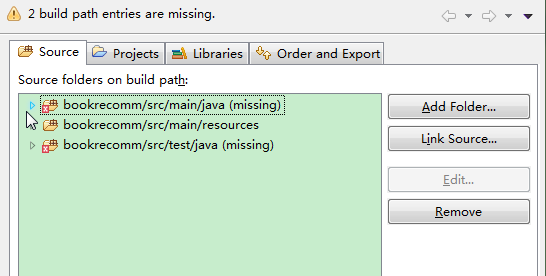 2 build path entries are missing.
Source Projects Libraries Order and Export
Source folders on build path:
bookrecomm/src/main/java (missing)
bookrecomm/src/main/resources
bookrecomm/src/test/java (missing)
Add Folder...
Link Source...
Edit...
Remove